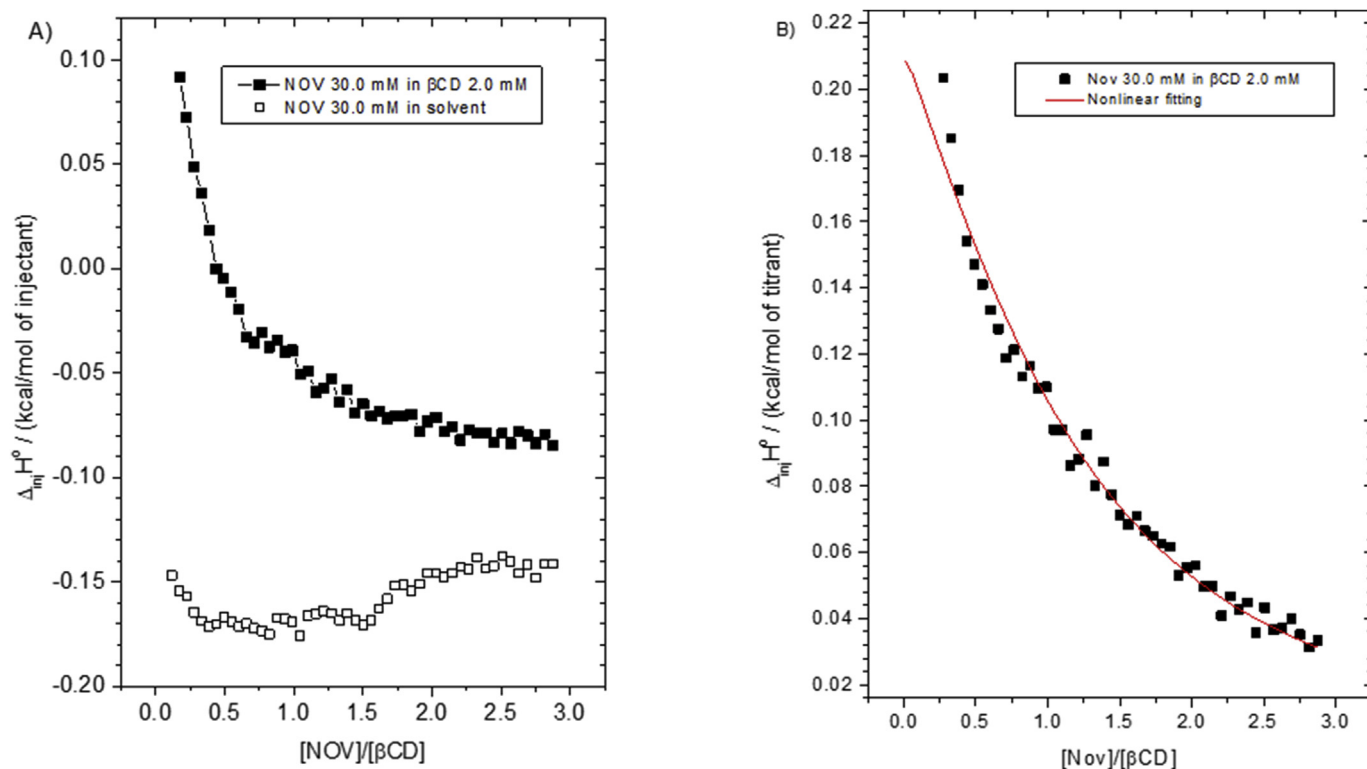 A)
NOV 30.0 mM in βCD 2.0 mM
NOV 30.0 mM in solvent
0.10
0.05
0.00
-0.05
-0.10
-0.15
-0.20
ΔinjHº / (kcal/mol of injectant)
0.0 0.5 1.0 1.5 2.0 2.5 3.0
[NOV]/[βCD]
B)
Nov 30.0 mM in βCD 2.0 mM
Nonlinear fitting
0.22
0.20
0.18
0.16
0.14
0.12
0.10
0.08
0.06
0.04
0.02
ΔinjHº / (kcal/mol of titrant)
0.0 0.5 1.0 1.5 2.0 2.5 3.0
[Nov]/[βCD]